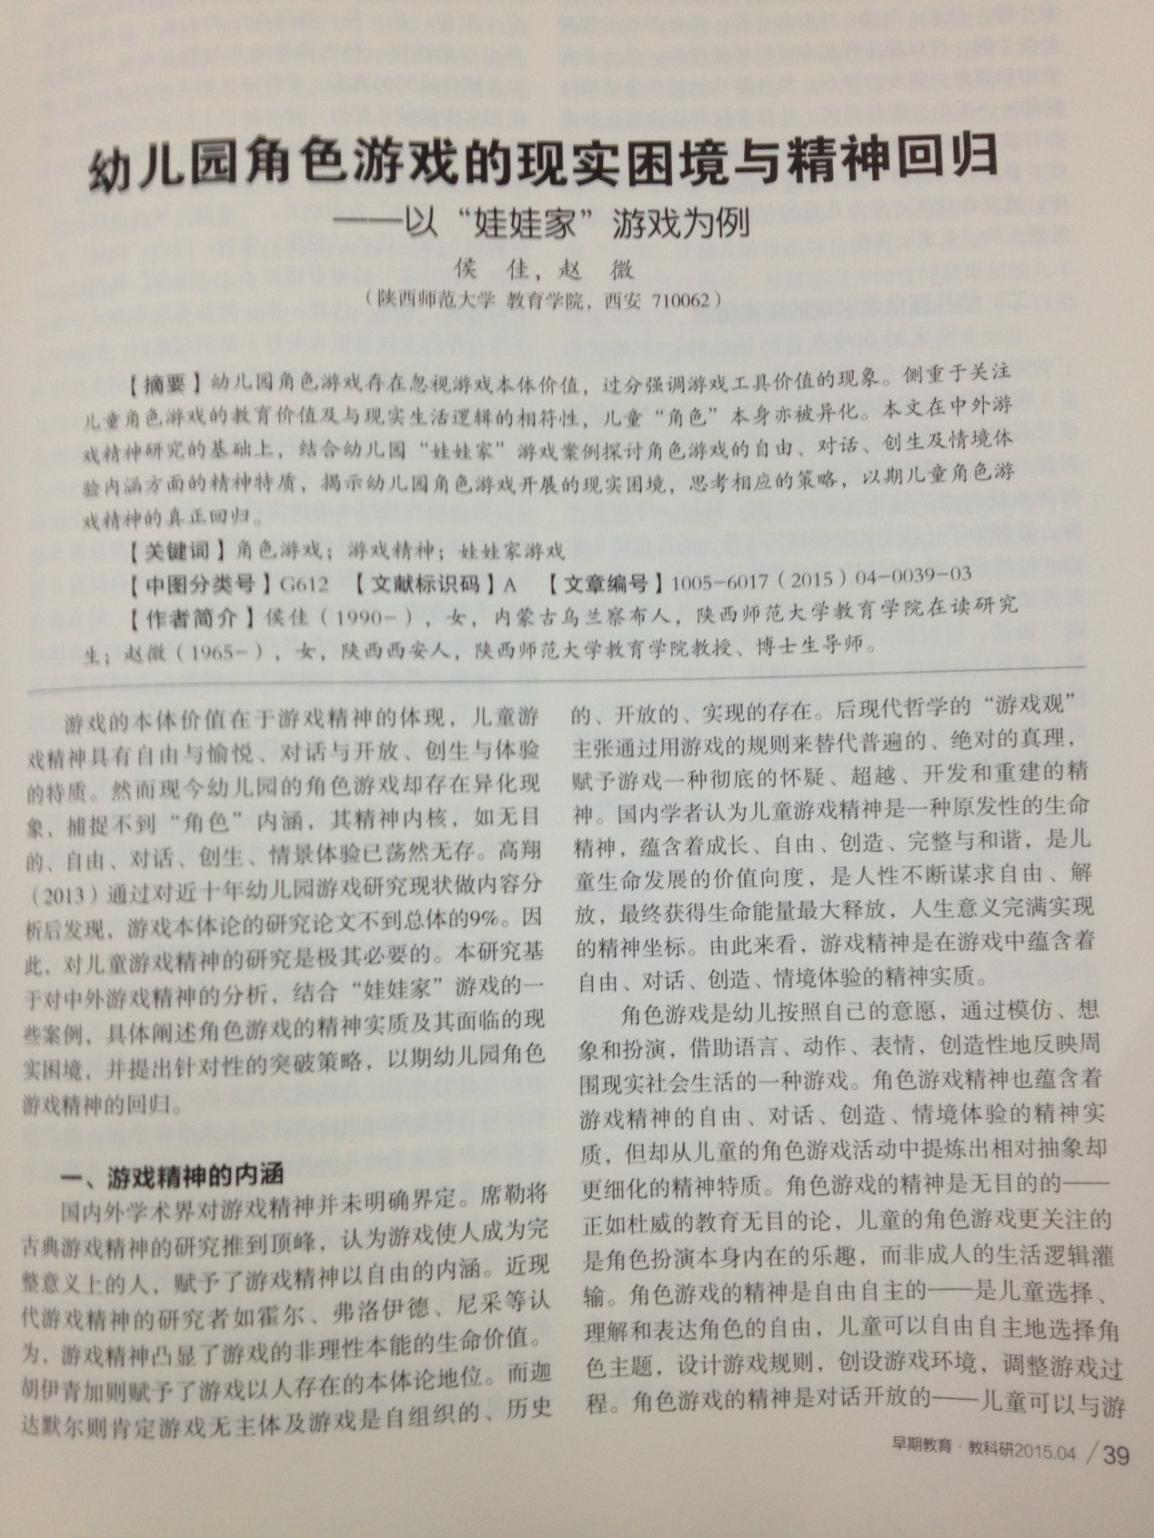 幼儿园角色游戏的现实困境与精神回归
——以“娃娃家”游戏为例
侯　佳，赵　微
（陕西师范大学 教育学院，西安 710062）
【摘要】幼儿园角色游戏存在忽视游戏本体价值，过分强调游戏工具价值的现象。侧重于关注
儿童角色游戏的教育价值及与现实生活逻辑的相符性，儿童“角色”本身亦被异化。本文在中外游
戏精神研究的基础上，结合幼儿园“娃娃家”游戏案例探讨角色游戏的自由、对话、创生及情境体
验内涵方面的精神特质，揭示幼儿园角色游戏开展的现实困境，思考相应的策略，以期儿童角色游
戏精神的真正回归。
【关键词】角色游戏；游戏精神；娃娃家游戏
【中图分类号】G612　【文献标识码】A　【文章编号】1005-6017（2015）04-0039-03
【作者简介】侯佳（1990-），女，内蒙古乌兰察布人，陕西师范大学教育学院在读研究
生；赵微（1965-），女，陕西西安人，陕西师范大学教育学院教授、博士生导师。
游戏的本体价值在于游戏精神的体现，儿童游
戏精神具有自由与愉悦、对话与开放、创生与体验
的特质。然而现今幼儿园的角色游戏却存在异化现
象，捕捉不到“角色”内涵，其精神内核，如无目
的、自由、对话、创生、情景体验已荡然无存。高翔
（2013）通过对近十年幼儿园游戏研究现状做内容分
析后发现，游戏本体论的研究论文不到总体的9%。因
此，对儿童游戏精神的研究是极其必要的。本研究基
于对中外游戏精神的分析，结合“娃娃家”游戏的一
些案例，具体阐述角色游戏的精神实质及其面临的现
实困境，并提出针对性的突破策略，以期幼儿园角色
游戏精神的回归。
一、游戏精神的内涵
国内外学术界对游戏精神并未明确界定。席勒将
古典游戏精神的研究推到顶峰，认为游戏使人成为完
整意义上的人，赋予了游戏精神以自由的内涵。近现
代游戏精神的研究者如霍尔、弗洛伊德、尼采等认
为，游戏精神凸显了游戏的非理性本能的生命价值。
胡伊青加则赋予了游戏以人存在的本体论地位。而迦
达默尔则肯定游戏无主体及游戏是自组织的、历史
的、开放的、实现的存在。后现代哲学的“游戏观”
主张通过用游戏的规则来替代普遍的、绝对的真理，
赋予游戏一种彻底的怀疑、超越、开发和重建的精
神。国内学者认为儿童游戏精神是一种原发性的生命
精神，蕴含着成长、自由、创造、完整与和谐，是儿
童生命发展的价值向度，是人性不断谋求自由、解
放，最终获得生命能量最大释放，人生意义完满实现
的精神坐标。由此来看，游戏精神是在游戏中蕴含着
自由、对话、创造、情境体验的精神实质。
角色游戏是幼儿按照自己的意愿，通过模仿、想
象和扮演，借助语言、动作、表情，创造性地反映周
围现实社会生活的一种游戏。角色游戏精神也蕴含着
游戏精神的自由、对话、创造、情境体验的精神实
质，但却从儿童的角色游戏活动中提炼出相对抽象却
更细化的精神特质。角色游戏的精神是无目的的——
正如杜威的教育无目的论，儿童的角色游戏更关注的
是角色扮演本身内在的乐趣，而非成人的生活逻辑灌
输。角色游戏的精神是自由自主的——是儿童选择、
理解和表达角色的自由，儿童可以自由自主地选择角
色主题，设计游戏规则，创设游戏环境，调整游戏过
程。角色游戏的精神是对话开放的——儿童可以与游
早期教育·教科研2015.04 /39